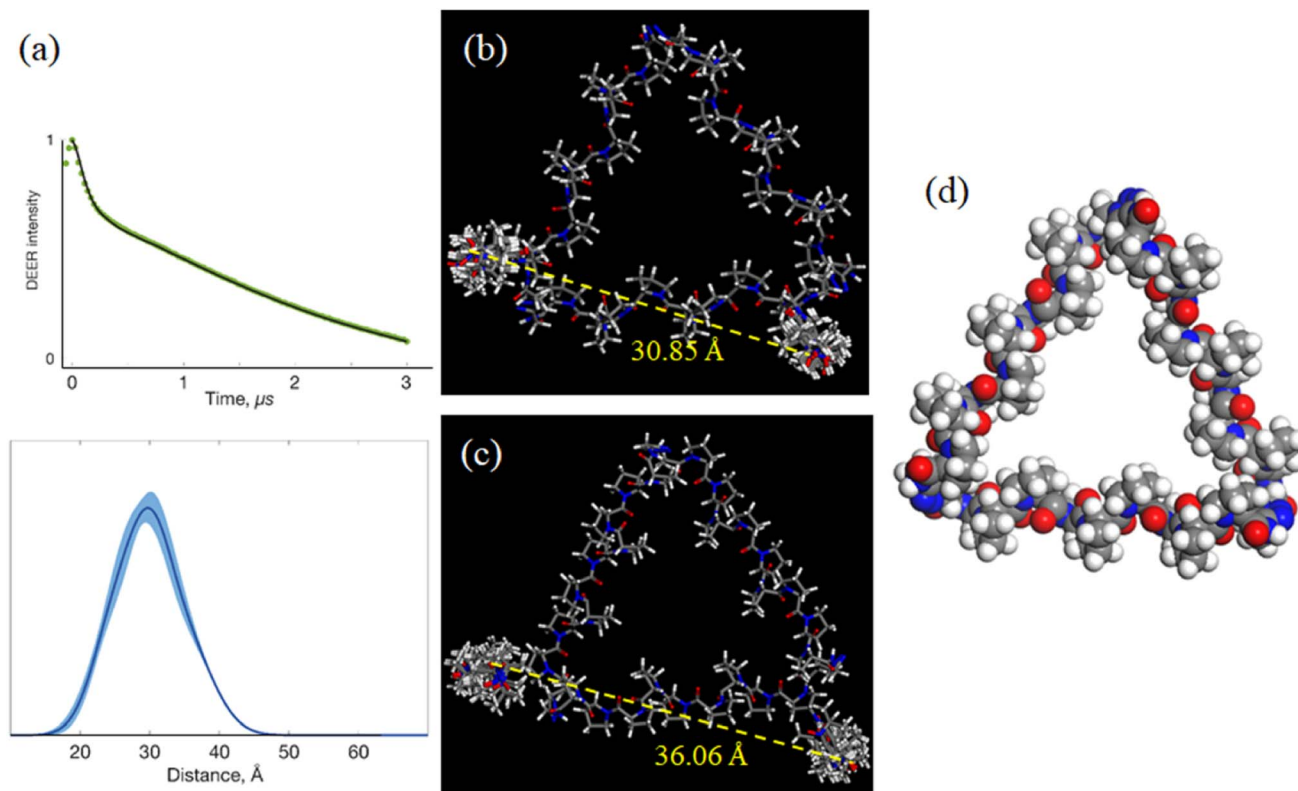 (a)
1
DEER intensity
0
0
1
2
3
Time, μs
20
30
40
50
60
Distance, Å
(b)
30.85 Å
(c)
36.06 Å
(d)